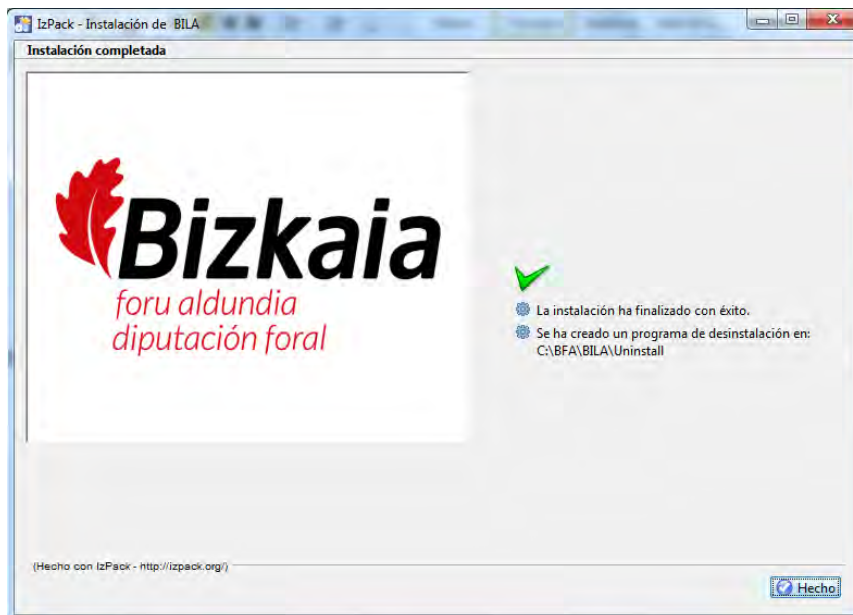 IzPack - Instalación de BILA
Instalación completada
Bizkaia
foru aldundia
diputación foral
La instalación ha finalizado con éxito.
Se ha creado un programa de desinstalación en:
C:\BFA\BILA\Uninstall
(Hecho con IzPack - http://izpack.org/)
Hecho